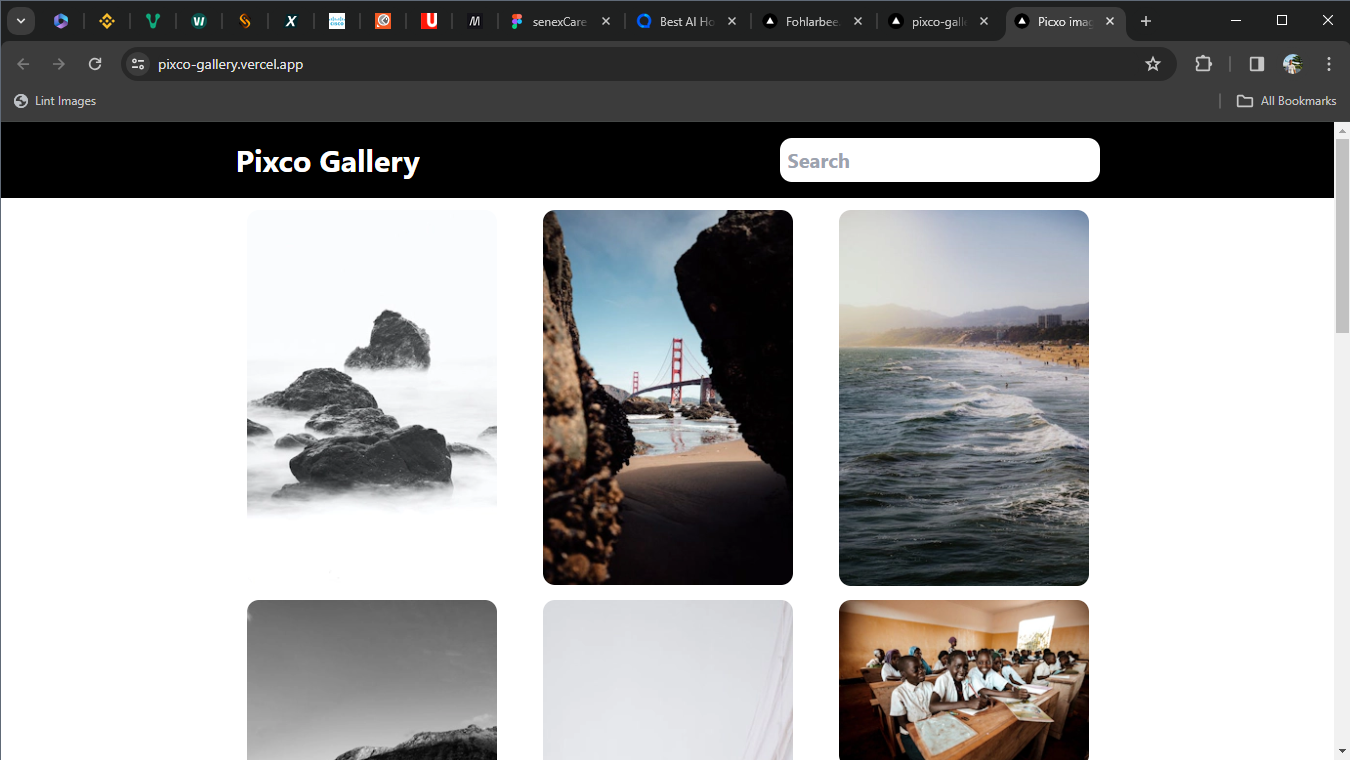 senexCare
Best AI Ho
Fohlarbee.
pixco-galle
Picxo imag
pixco-gallery.vercel.app
Lint Images
All Bookmarks
Pixco Gallery
Search